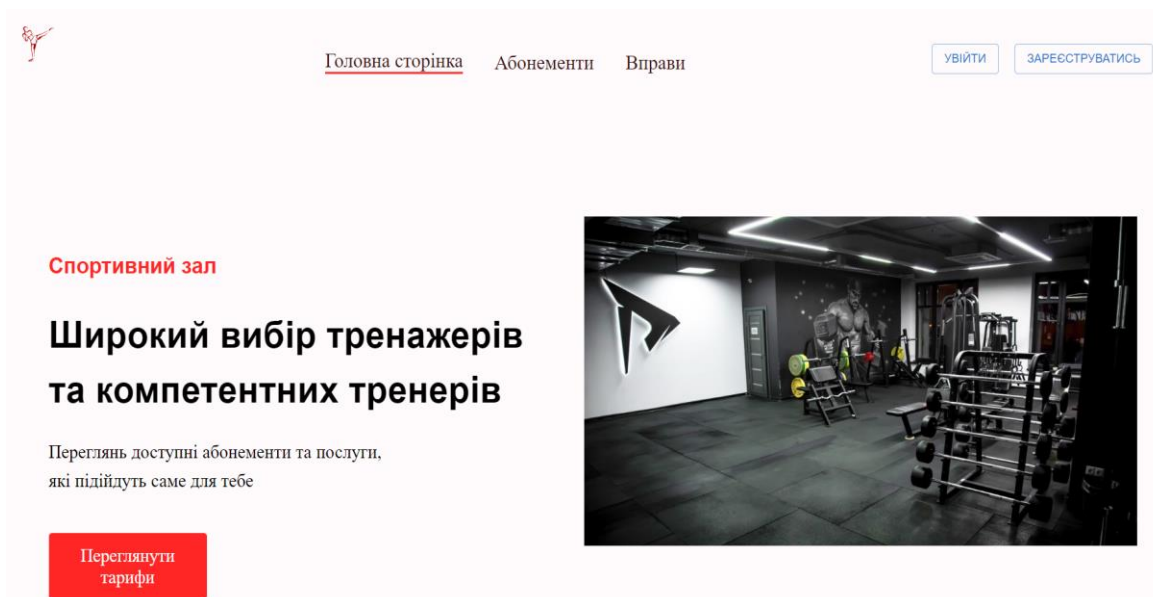 Головна сторінка
Абонементи
Вправи
УВІЙТИ
ЗАРЕЄСТРУВАТИСЬ
Спортивний зал
Широкий вибір тренажерів
та компетентних тренерів
Переглянь доступні абонементи та послуги,
які підійдуть саме для тебе
Переглянути
тарифи